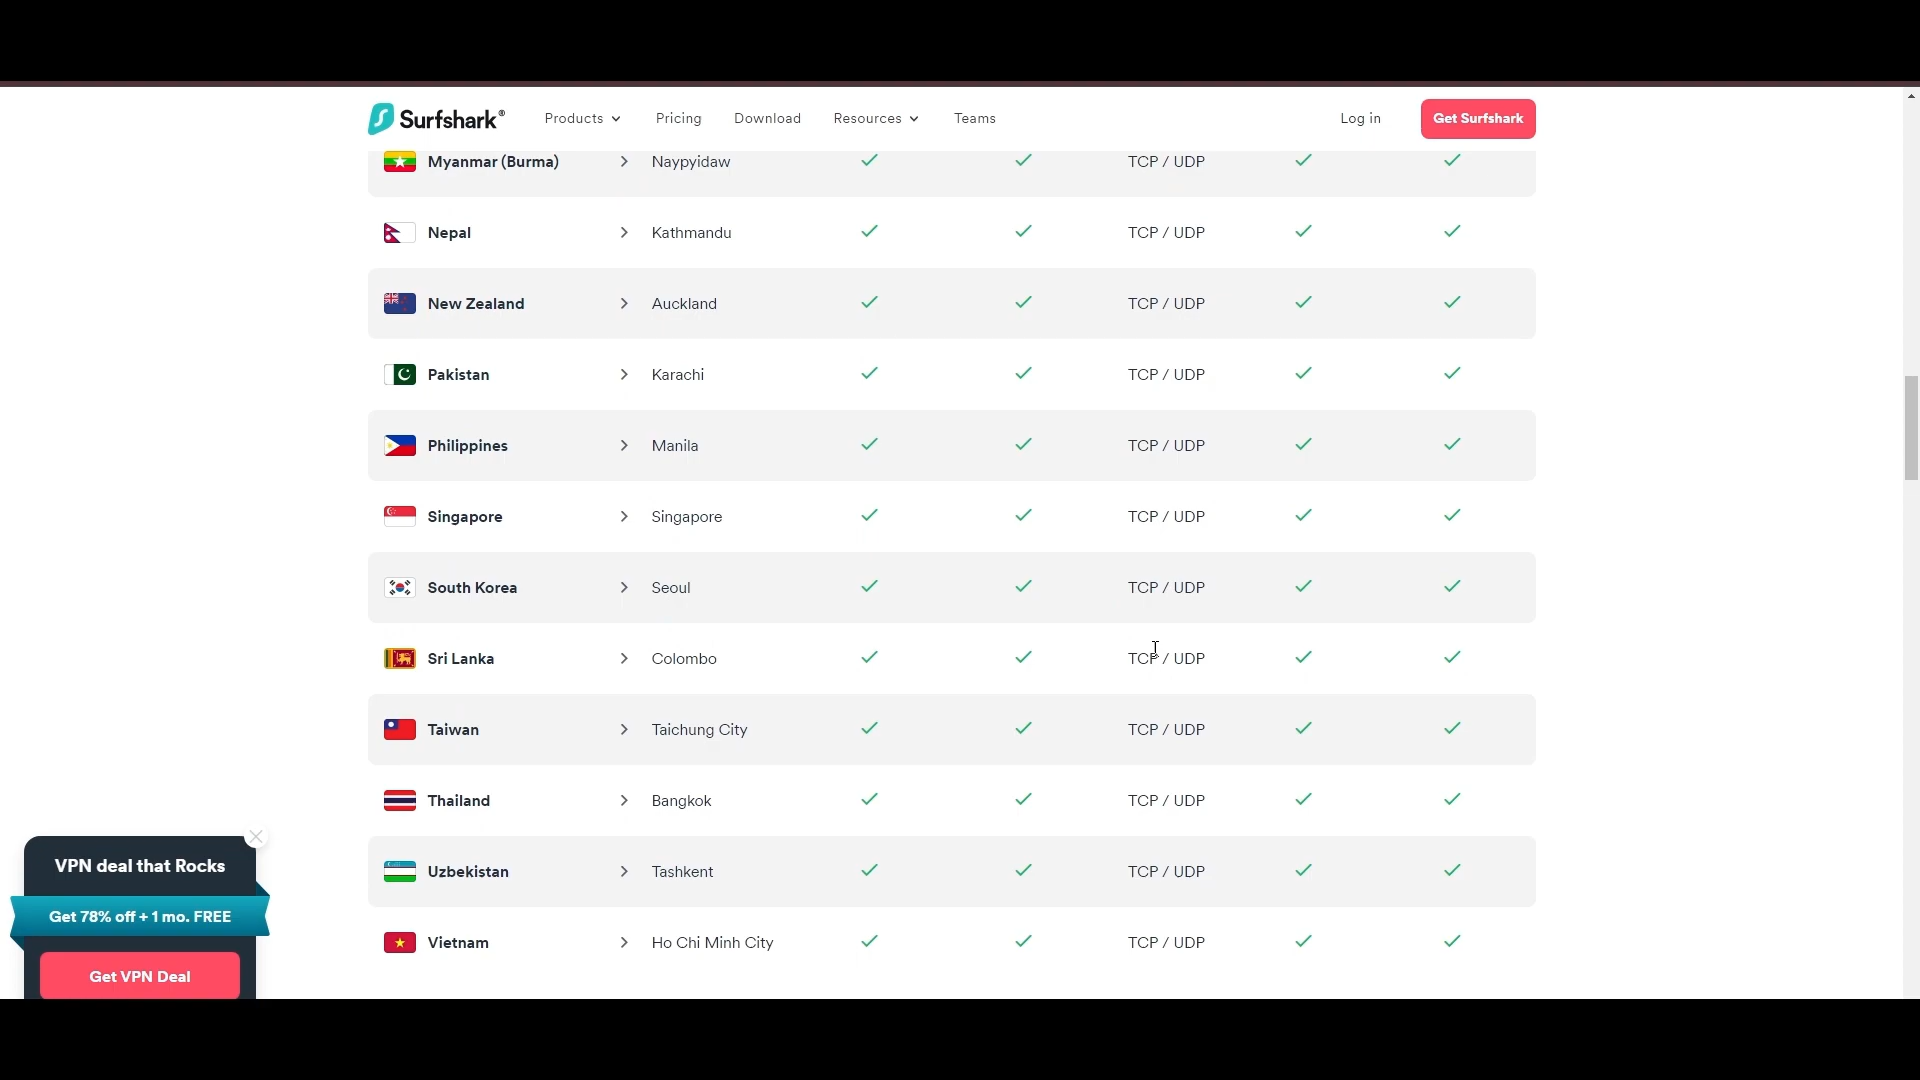 Surfshark® Products Pricing Download Resources Teams Log in Get Surfshark
Myanmar (Burma) Naypyidaw TCP / UDP
Nepal Kathmandu TCP / UDP
New Zealand Auckland TCP / UDP
Pakistan Karachi TCP / UDP
Philippines Manila TCP / UDP
Singapore Singapore TCP / UDP
South Korea Seoul TCP / UDP
Sri Lanka Colombo TCP / UDP
Taiwan Taichung City TCP / UDP
Thailand Bangkok TCP / UDP
Uzbekistan Tashkent TCP / UDP
Vietnam Ho Chi Minh City TCP / UDP
VPN deal that Rocks
Get 78% off + 1 mo. FREE
Get VPN Deal